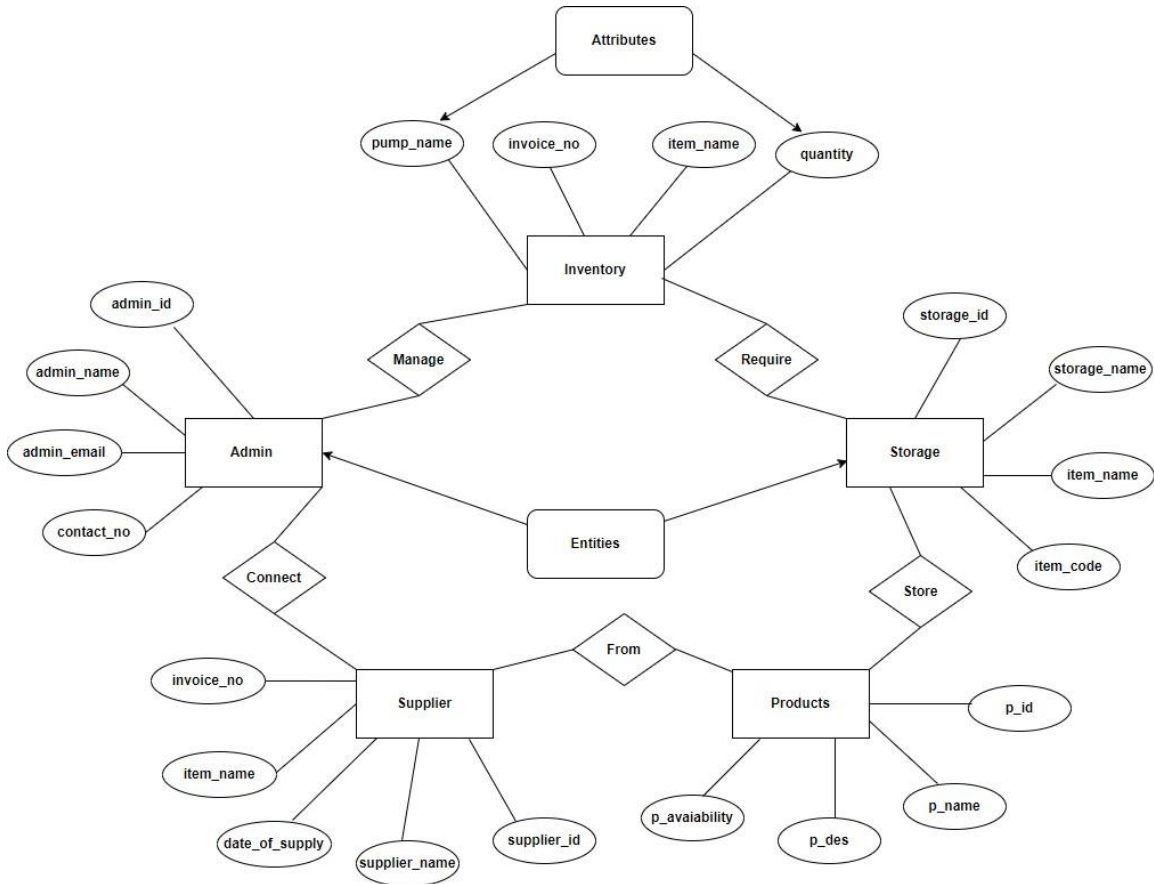 Attributes
pump_name
invoice_no
item_name
quantity
Inventory
admin_id
storage_id
Manage
Require
admin_name
storage_name
admin_email
Admin
Storage
item_name
contact_no
Entities
item_code
Connect
Store
From
invoice_no
Supplier
Products
p_id
item_name
p_avaiability
p_name
date_of_supply
supplier_name
supplier_id
p_des